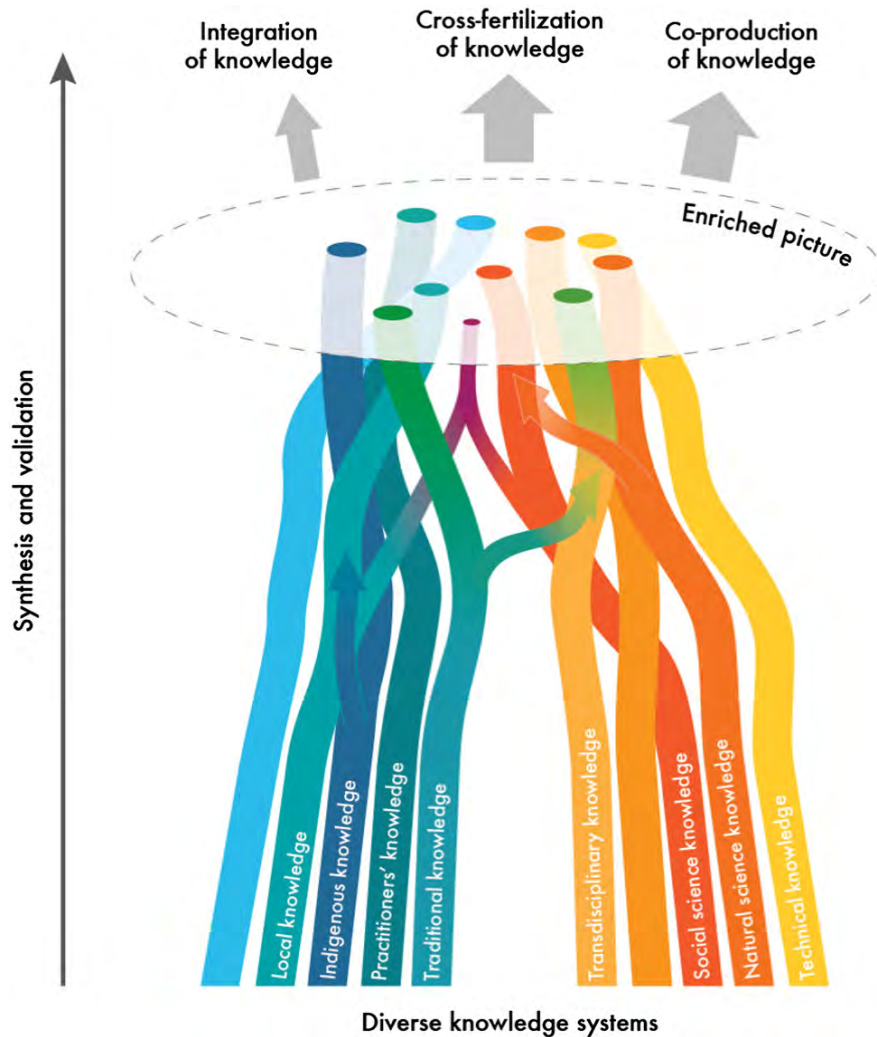 Integration
of knowledge
Cross-fertilization
of knowledge
Co-production
of knowledge
Enriched picture
Synthesis and validation
Local knowledge
Indigenous knowledge
Practitioners’ knowledge
Traditional knowledge
Transdisciplinary knowledge
Social science knowledge
Natural science knowledge
Technical knowledge
Diverse knowledge systems